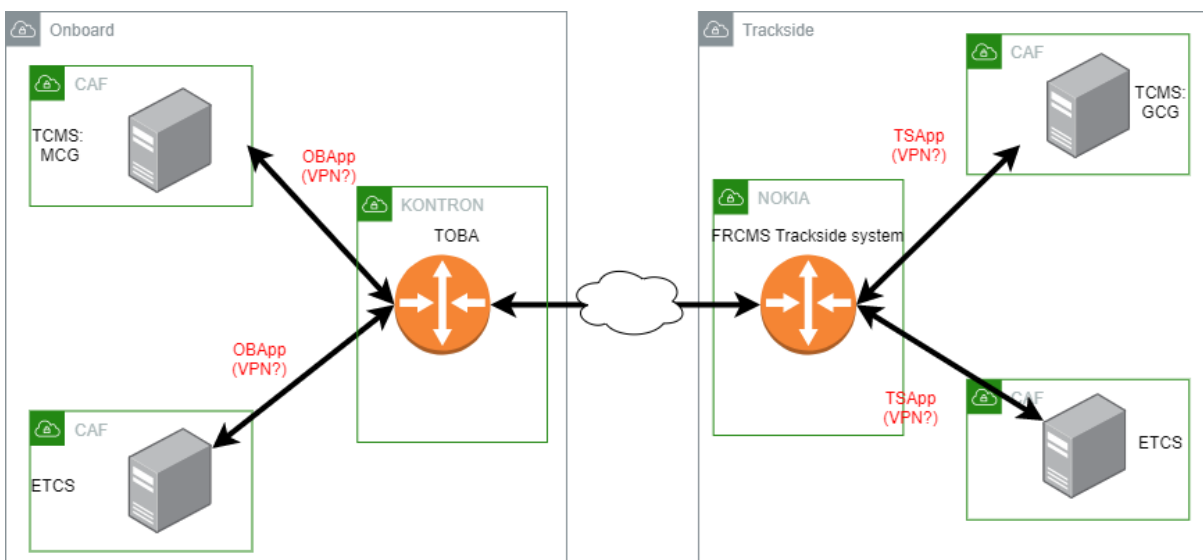 Onboard
CAF
TCMS:
MCG
OBApp
(VPN?)
KONTRON
TOBA
OBApp
(VPN?)
CAF
ETCS
Trackside
CAF
TCMS:
GCG
TSApp
(VPN?)
NOKIA
FRCMS Trackside system
TSApp
(VPN?)
CAF
ETCS